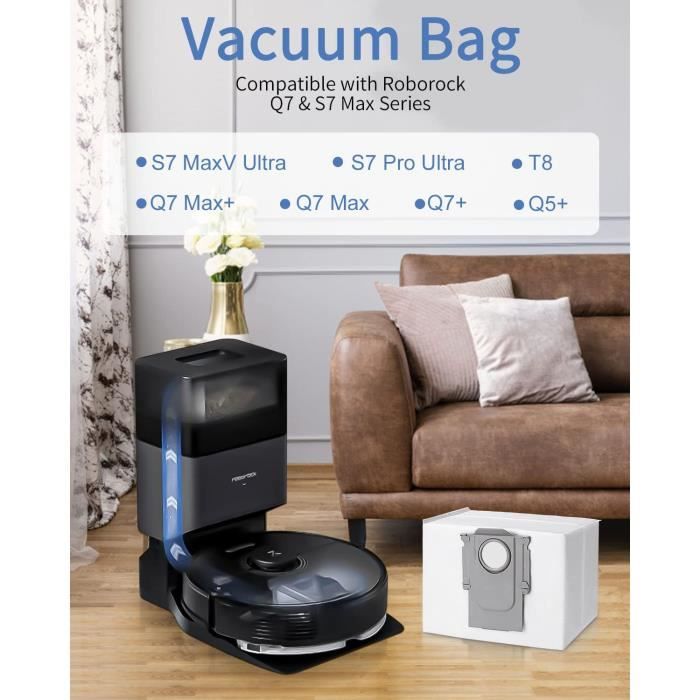 Vacuum Bag
Compatible with Roborock
Q7 & S7 Max Series
• S7 MaxV Ultra • S7 Pro Ultra • T8
• Q7 Max+ • Q7 Max • Q7+ • Q5+
roborock